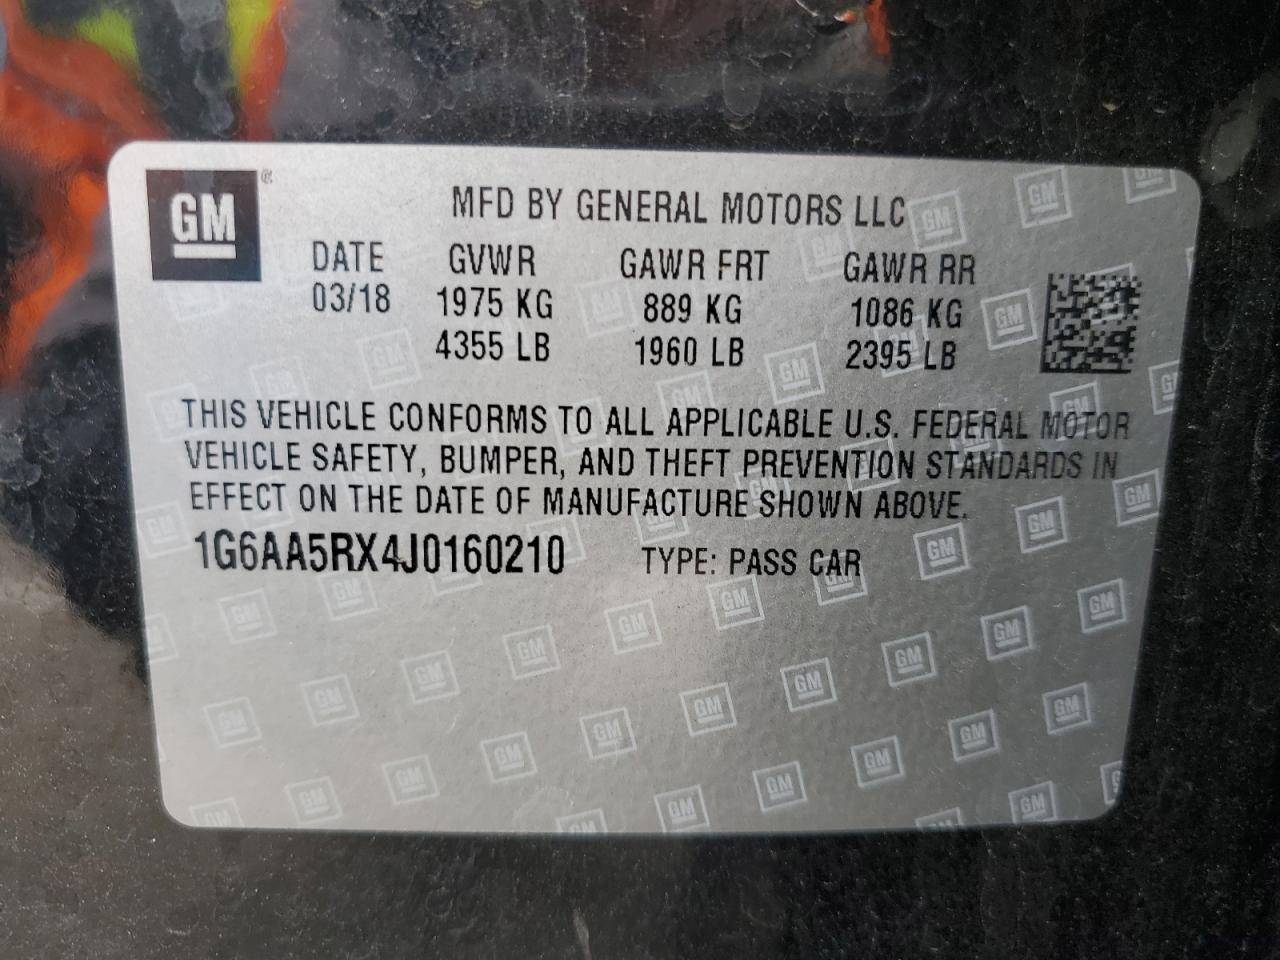 GM®
MFD BY GENERAL MOTORS LLC
DATE GVWR GAWR FRT GAWR RR
03/18 1975 KG 889 KG 1086 KG
4355 LB 1960 LB 2395 LB
THIS VEHICLE CONFORMS TO ALL APPLICABLE U.S. FEDERAL MOTOR
VEHICLE SAFETY, BUMPER, AND THEFT PREVENTION STANDARDS IN
EFFECT ON THE DATE OF MANUFACTURE SHOWN ABOVE.
1G6AA5RX4J0160210 TYPE: PASS CAR